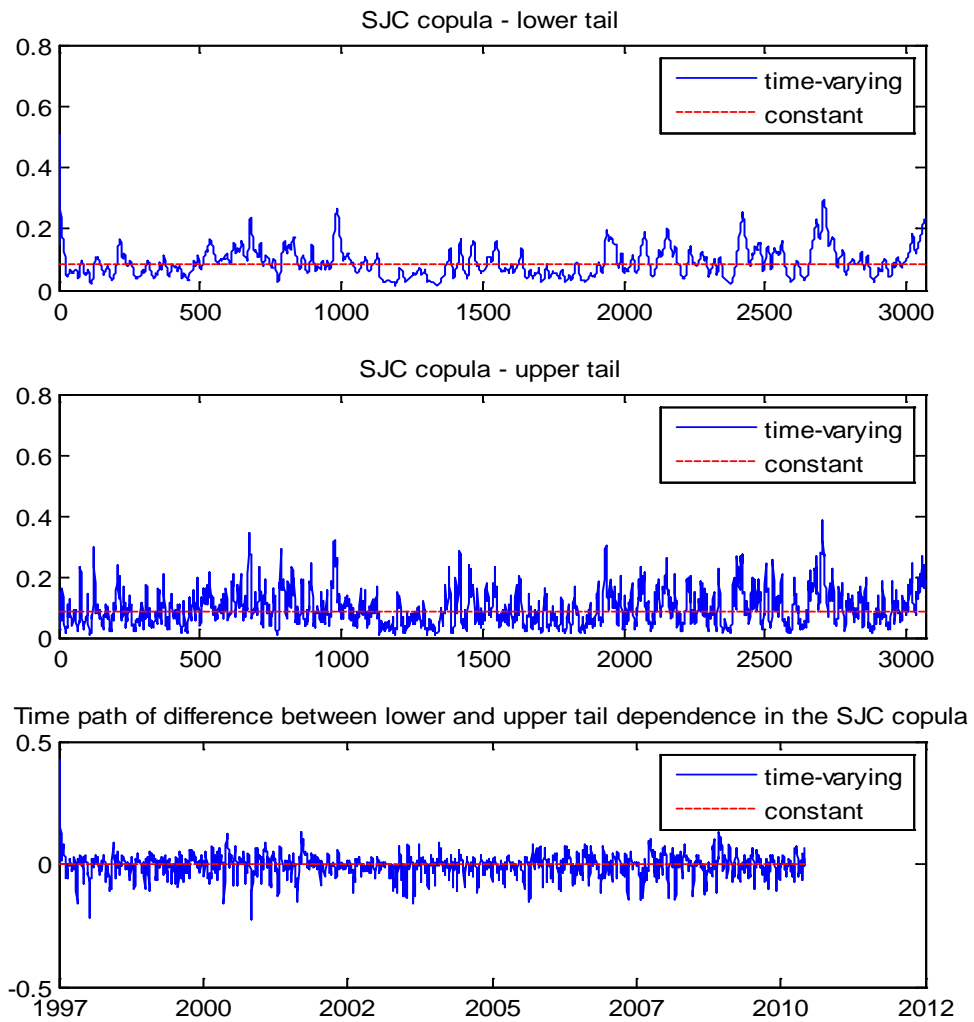 SJC copula - lower tail
0.8
time-varying
constant
0.6
0.4
0.2
0
0 500 1000 1500 2000 2500 3000
SJC copula - upper tail
0.8
time-varying
constant
0.6
0.4
0.2
0
0 500 1000 1500 2000 2500 3000
Time path of difference between lower and upper tail dependence in the SJC copula
0.5
time-varying
constant
0
-0.5
1997 2000 2002 2005 2007 2010 2012